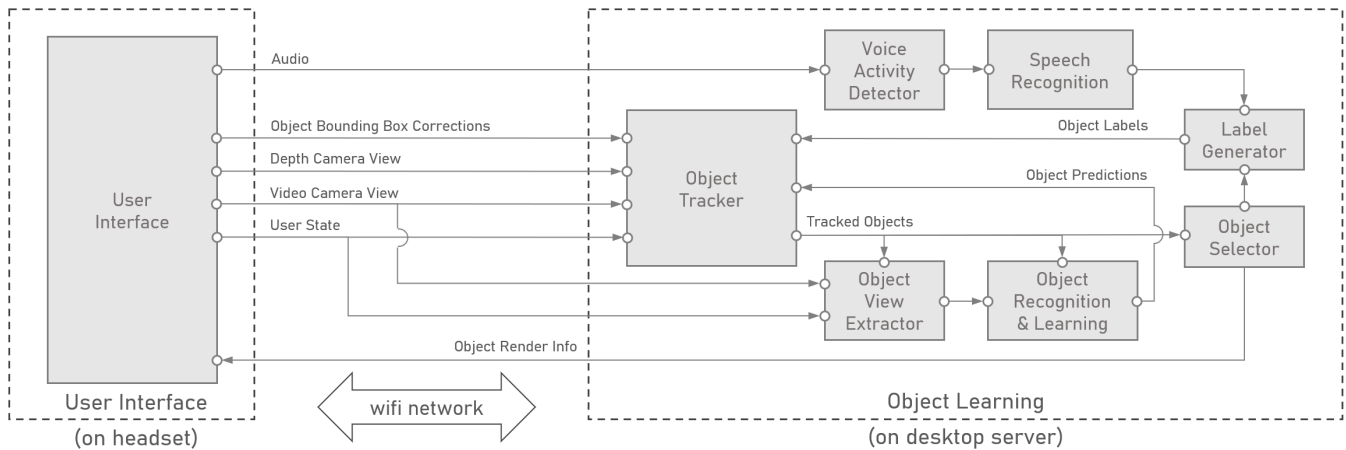 Audio
Object Bounding Box Corrections
Depth Camera View
Video Camera View
User State
User
Interface
Object Render Info
User Interface
(on headset)
wifi network
Voice
Activity
Detector
Speech
Recognition
Object Labels
Label
Generator
Object
Tracker
Object Predictions
Tracked Objects
Object
Selector
Object
View
Extractor
Object
Recognition
& Learning
Object Learning
(on desktop server)